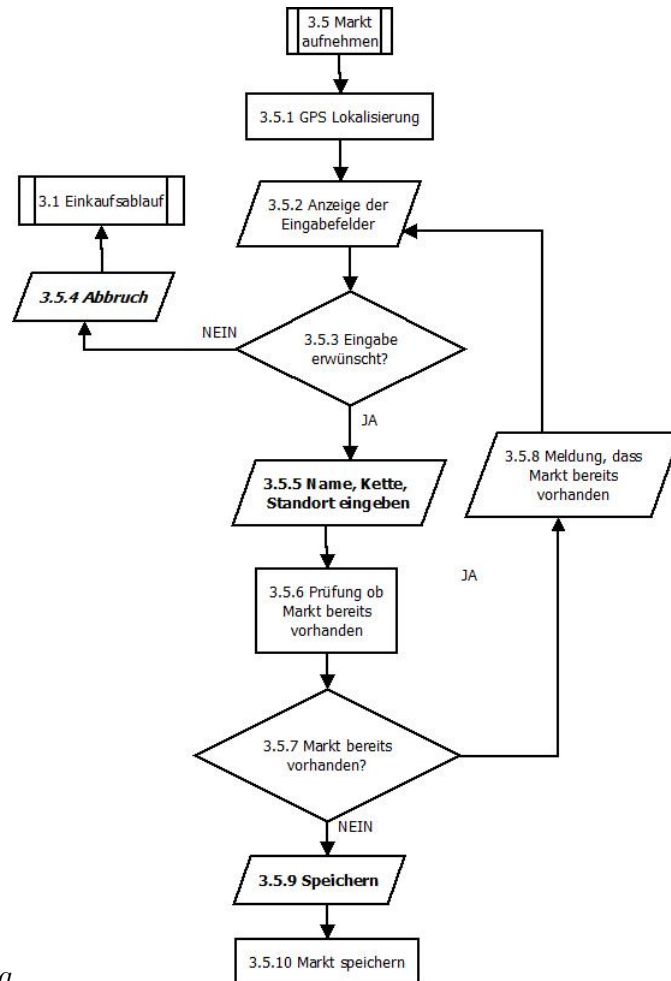 3.5 Markt
aufnehmen
3.5.1 GPS Lokalisierung
3.5.2 Anzeige der
Eingabefelder
3.1 Einkaufsablauf
3.5.4 Abbruch
NEIN
3.5.3 Eingabe
erwünscht?
JA
3.5.5 Name, Kette,
Standort eingeben
3.5.8 Meldung, dass
Markt bereits
vorhanden
3.5.6 Prüfung ob
Markt bereits
vorhanden
JA
3.5.7 Markt bereits
vorhanden?
NEIN
3.5.9 Speichern
3.5.10 Markt speichern
a